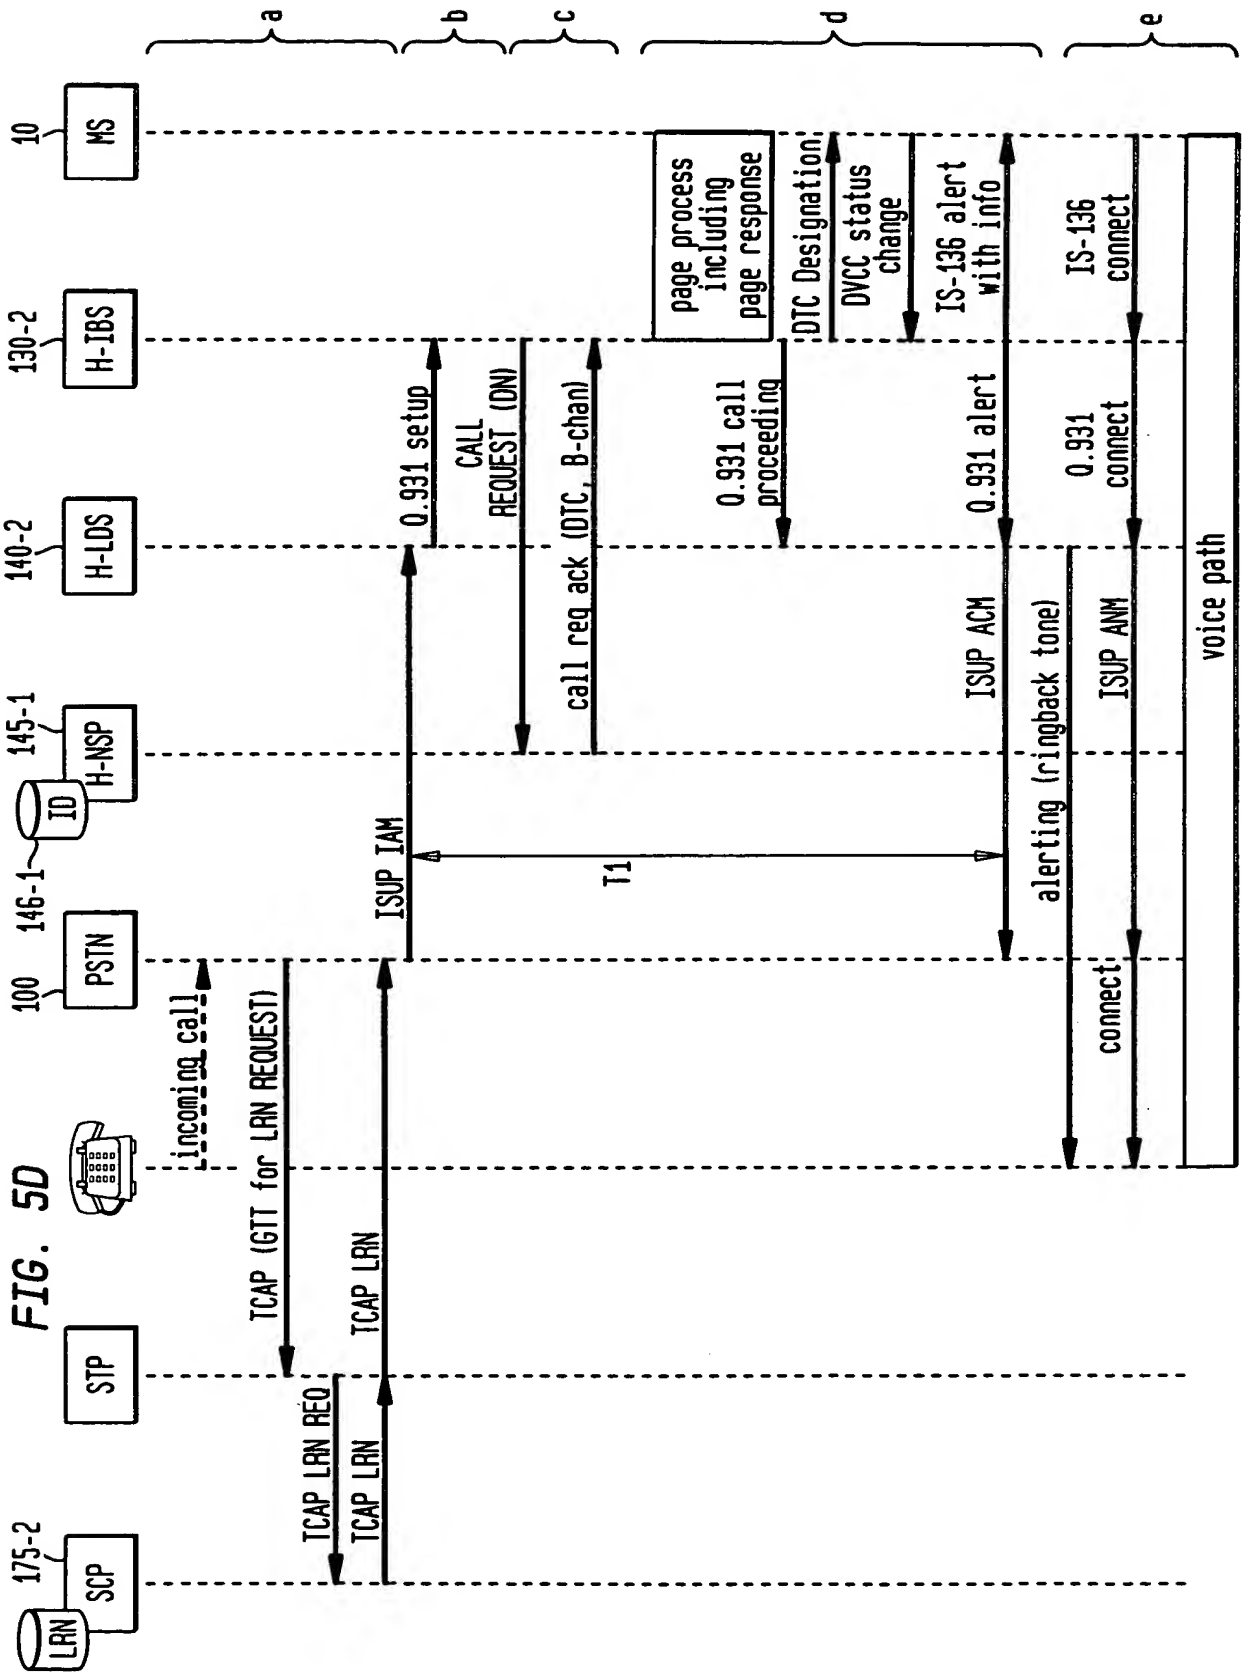 FIG. 5D
175-2
100
146-1
145-1
140-2
130-2
10
LRN
SCP
STP
PSTN
ID
H-NSP
H-LDS
H-IBS
MS
incoming call
TCAP (GTT for LRN REQUEST)
TCAP LRN REQ
TCAP LRN
TCAP LRN
a
ISUP IAM
Q.931 setup
b
CALL
REQUEST (DN)
call req ack (DTC, B-chan)
c
T1
page process
including
page response
Q.931 call
proceeding
DTC Designation
DVCC status
change
ISUP ACM
Q.931 alert
IS-136 alert
with info
d
alerting (ringback tone)
connect
ISUP ANM
Q.931
connect
IS-136
connect
voice path
e